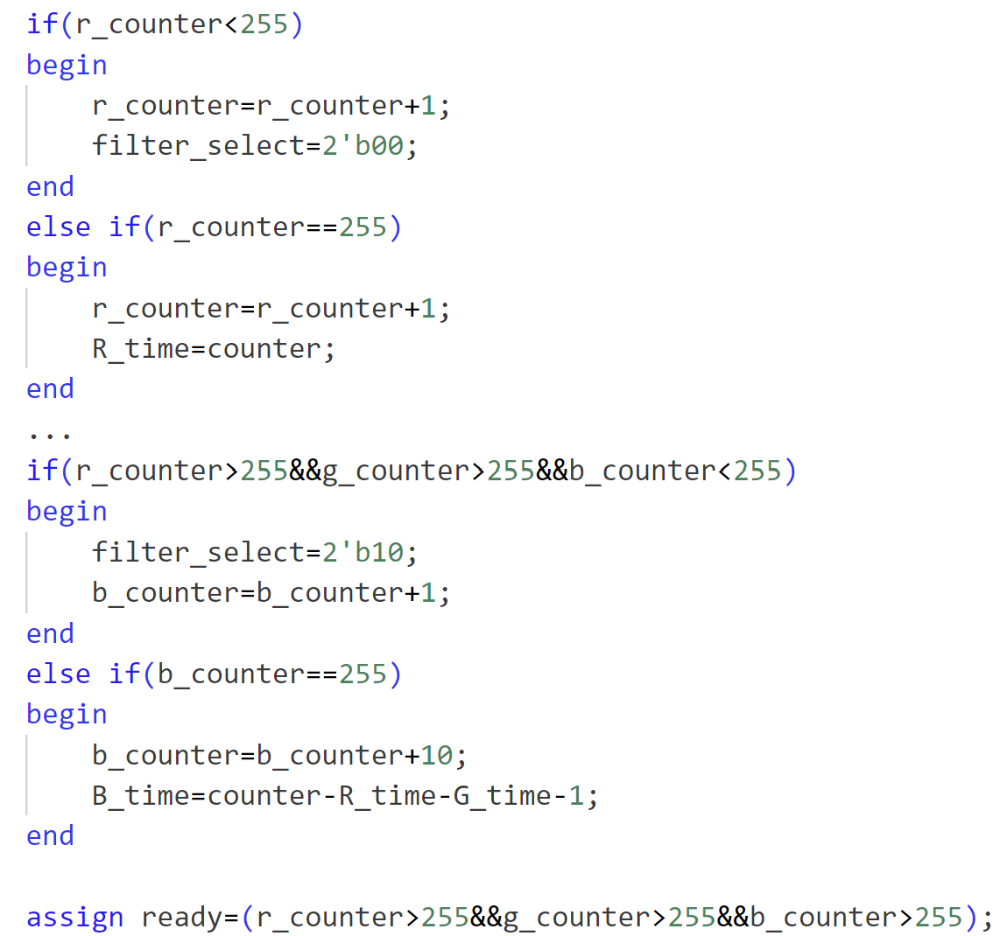 if(r_counter<255)
begin
    r_counter=r_counter+1;
    filter_select=2'b00;
end
else if(r_counter==255)
begin
    r_counter=r_counter+1;
    R_time=counter;
end
...
if(r_counter>255&&g_counter>255&&b_counter<255)
begin
    filter_select=2'b10;
    b_counter=b_counter+1;
end
else if(b_counter==255)
begin
    b_counter=b_counter+10;
    B_time=counter-R_time-G_time-1;
end

assign ready=(r_counter>255&&g_counter>255&&b_counter>255);